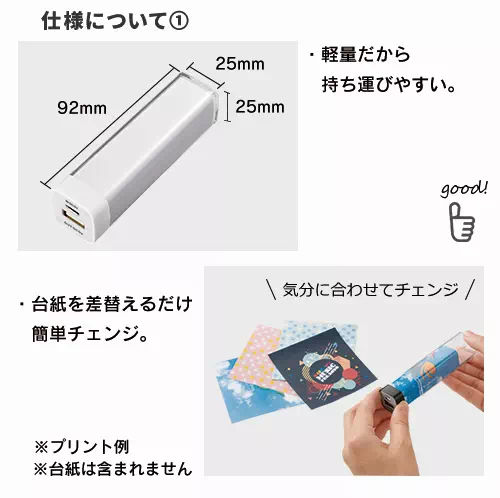 仕様について①
25mm
25mm
92mm
・軽量だから
持ち運びやすい。
good!
・台紙を差替えるだけ
簡単チェンジ。
\ 気分に合わせてチェンジ /
※プリント例
※台紙は含まれません